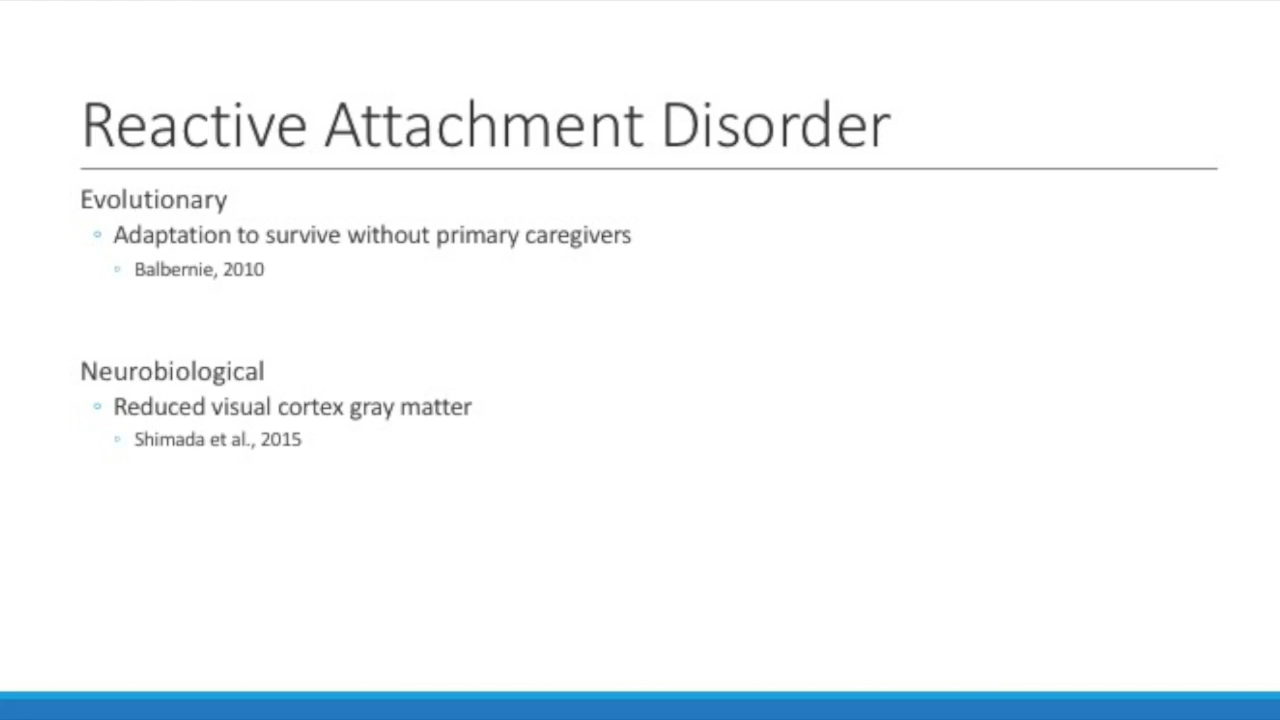 Reactive Attachment Disorder
Evolutionary
◦ Adaptation to survive without primary caregivers
▫ Balbernie, 2010
Neurobiological
◦ Reduced visual cortex gray matter
▫ Shimada et al., 2015